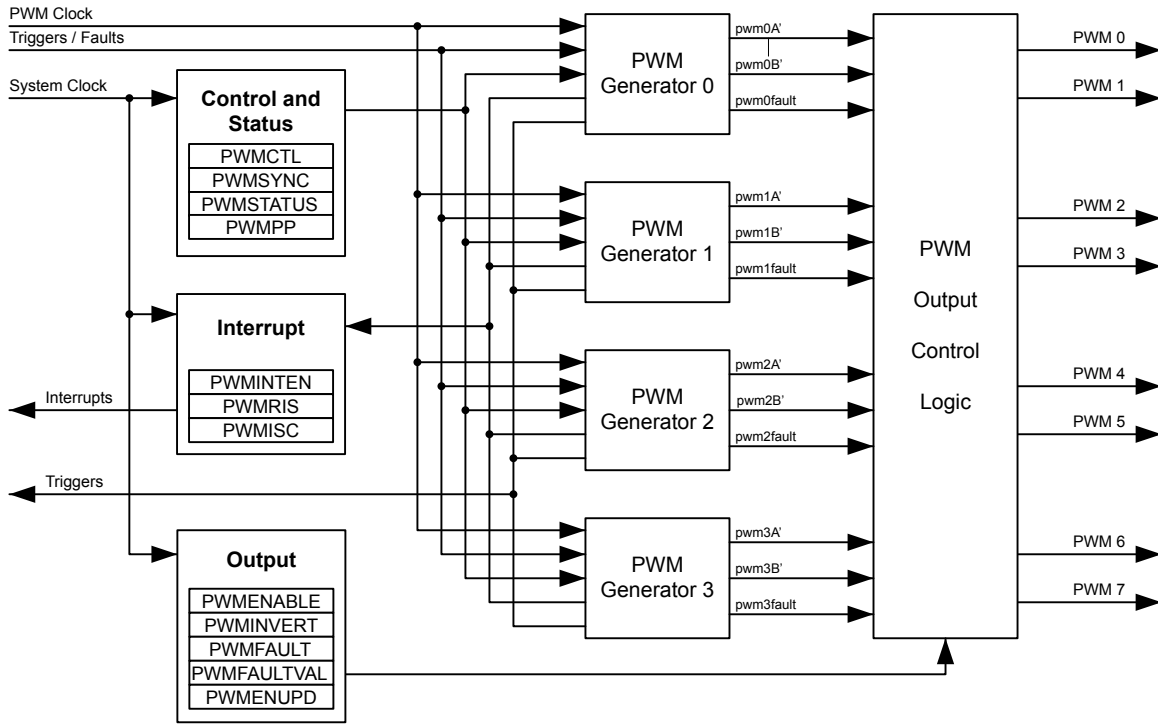 PWM Clock
Triggers / Faults
System Clock
Control and
Status
PWMCTL
PWMSYNC
PWMSTATUS
PWMPP
Interrupt
PWMINTEN
PWMRIS
PWMISC
Interrupts
Triggers
Output
PWMENABLE
PWMINVERT
PWMFAULT
PWMFAULTVAL
PWMENUPD
PWM
Generator 0
pwm0A'
pwm0B'
pwm0fault
PWM
Generator 1
pwm1A'
pwm1B'
pwm1fault
PWM
Generator 2
pwm2A'
pwm2B'
pwm2fault
PWM
Generator 3
pwm3A'
pwm3B'
pwm3fault
PWM
Output
Control
Logic
PWM 0
PWM 1
PWM 2
PWM 3
PWM 4
PWM 5
PWM 6
PWM 7